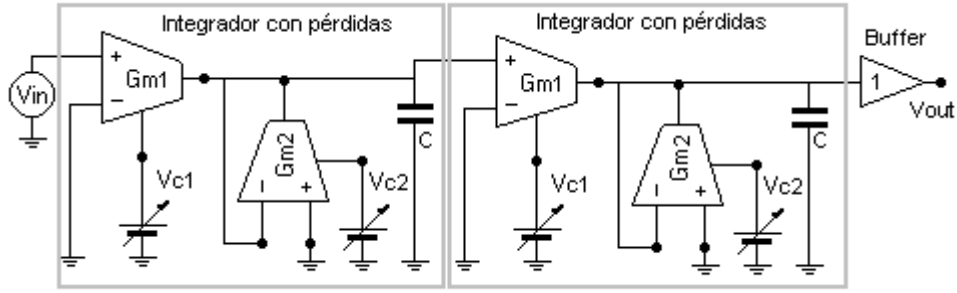 Integrador con pérdidas
Integrador con pérdidas
Buffer
Vin
+
−
Gm1
Gm2
−
+
C
Vc1
Vc2
+
−
Gm1
Gm2
−
+
C
Vc1
Vc2
1
Vout